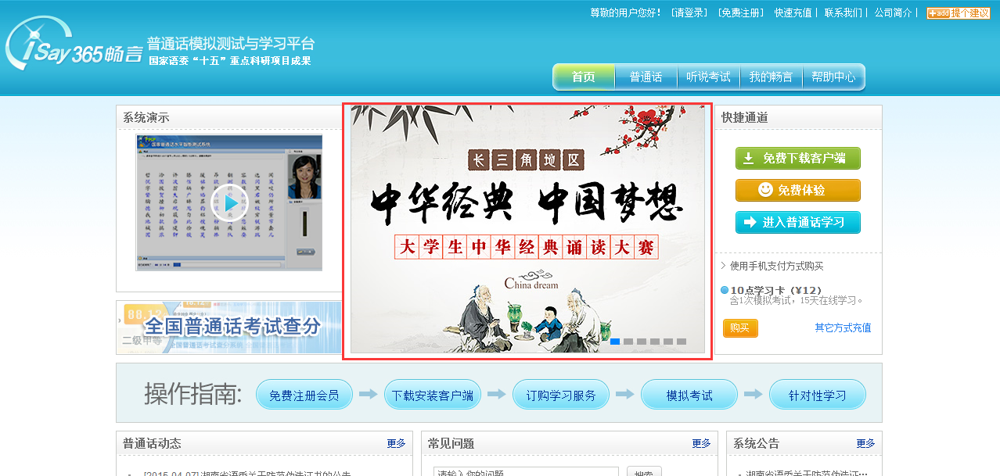 尊敬的用户您好! [请登录] [免费注册] 快速充值 | 联系我们 | 公司简介 | add 提个建议
iSay365畅言
普通话模拟测试与学习平台
国家语委“十五”重点科研项目成果
首页 普通话 听说考试 我的畅言 帮助中心
系统演示
国家普通话水平智能测试系统
88.12
二级甲等
全国普通话考试查分
长三角地区
中华经典 中国梦想
大学生中华经典诵读大赛
China dream
快捷通道
免费下载客户端
免费体验
进入普通话学习
使用手机支付方式购买
10点学习卡(¥12)
含1次模拟考试,15天在线学习。
购买 其它方式充值
操作指南: 免费注册会员 下载安装客户端 订购学习服务 模拟考试 针对性学习
普通话动态 更多
[2015-04-07] 湖南省语委关于防范伪造证书的公告
常见问题 更多
请输入您的问题 搜索
系统公告 更多
湖南省语委关于防范伪造证…